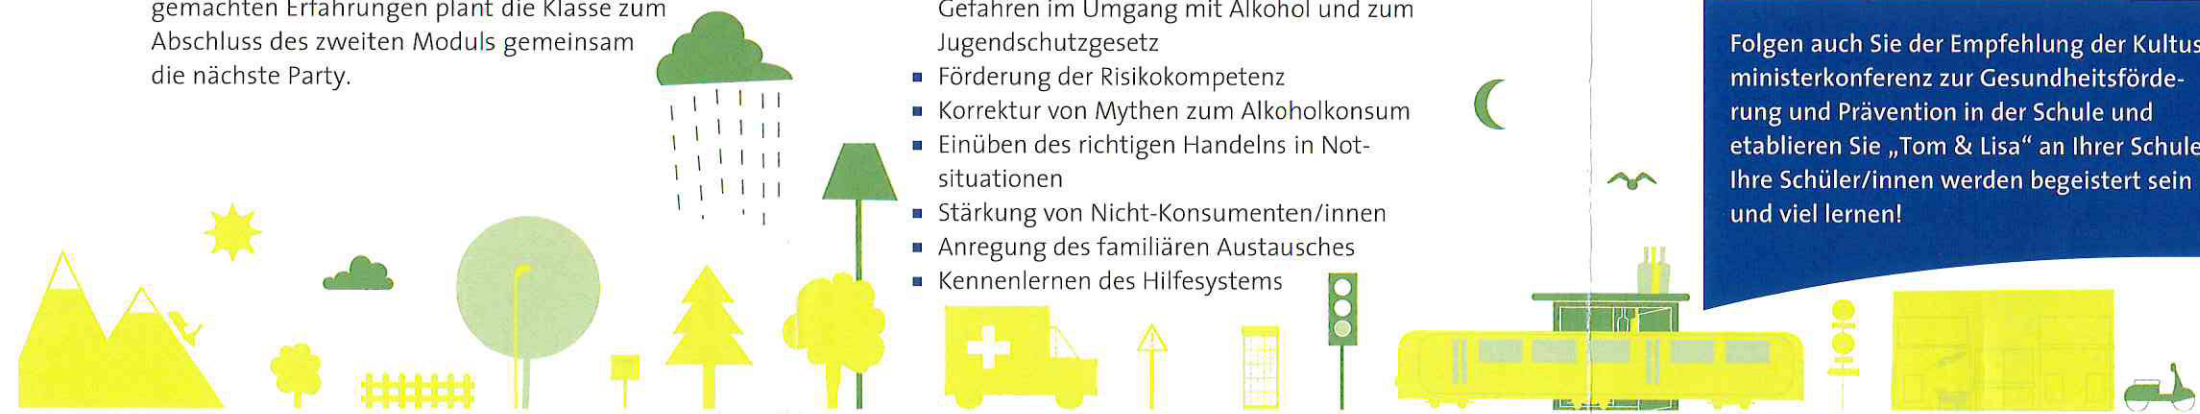 gemachten Erfahrungen plant die Klasse zum
Abschluss des zweiten Moduls gemeinsam
die nächste Party.
Gefahren im Umgang mit Alkohol und zum
Jugendschutzgesetz
▪ Förderung der Risikokompetenz
▪ Korrektur von Mythen zum Alkoholkonsum
▪ Einüben des richtigen Handelns in Not-
situationen
▪ Stärkung von Nicht-Konsumenten/innen
▪ Anregung des familiären Austausches
▪ Kennenlernen des Hilfesystems
Folgen auch Sie der Empfehlung der Kultus
ministerkonferenz zur Gesundheitsförde-
rung und Prävention in der Schule und
etablieren Sie „Tom & Lisa“ an Ihrer Schule
Ihre Schüler/innen werden begeistert sein
und viel lernen!